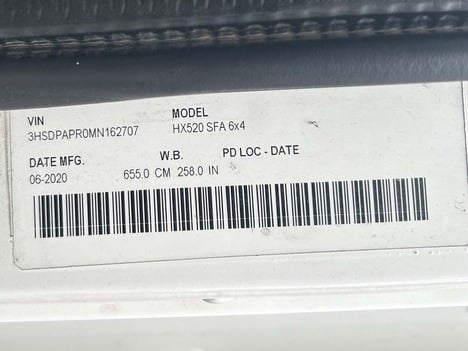 VIN MODEL
3HSDPAPR0MN162707 HX520 SFA 6x4
DATE MFG. W.B. PD LOC - DATE
06-2020 655.0 CM 258.0 IN